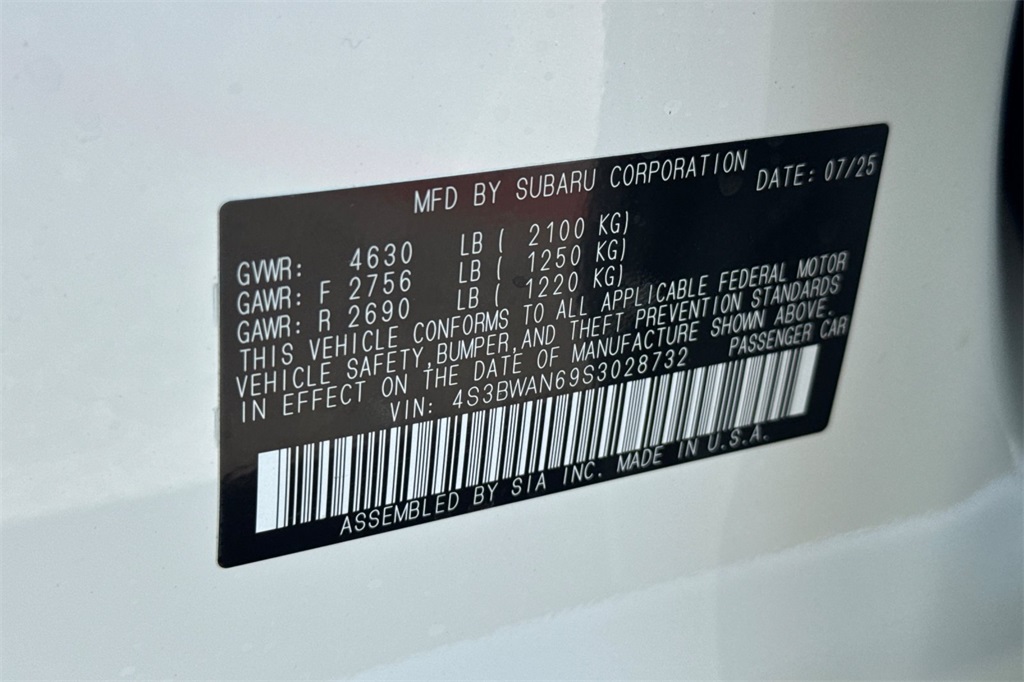 MFD BY SUBARU CORPORATION DATE: 07/25
GVWR: 4630 LB ( 2100 KG)
GAWR: F 2756 LB ( 1250 KG)
GAWR: R 2690 LB ( 1220 KG)
THIS VEHICLE CONFORMS TO ALL APPLICABLE FEDERAL MOTOR
VEHICLE SAFETY, BUMPER, AND THEFT PREVENTION STANDARDS
IN EFFECT ON THE DATE OF MANUFACTURE SHOWN ABOVE.
VIN: 4S3BWAN69S3028732 PASSENGER CAR
ASSEMBLED BY SIA INC. MADE IN U.S.A.